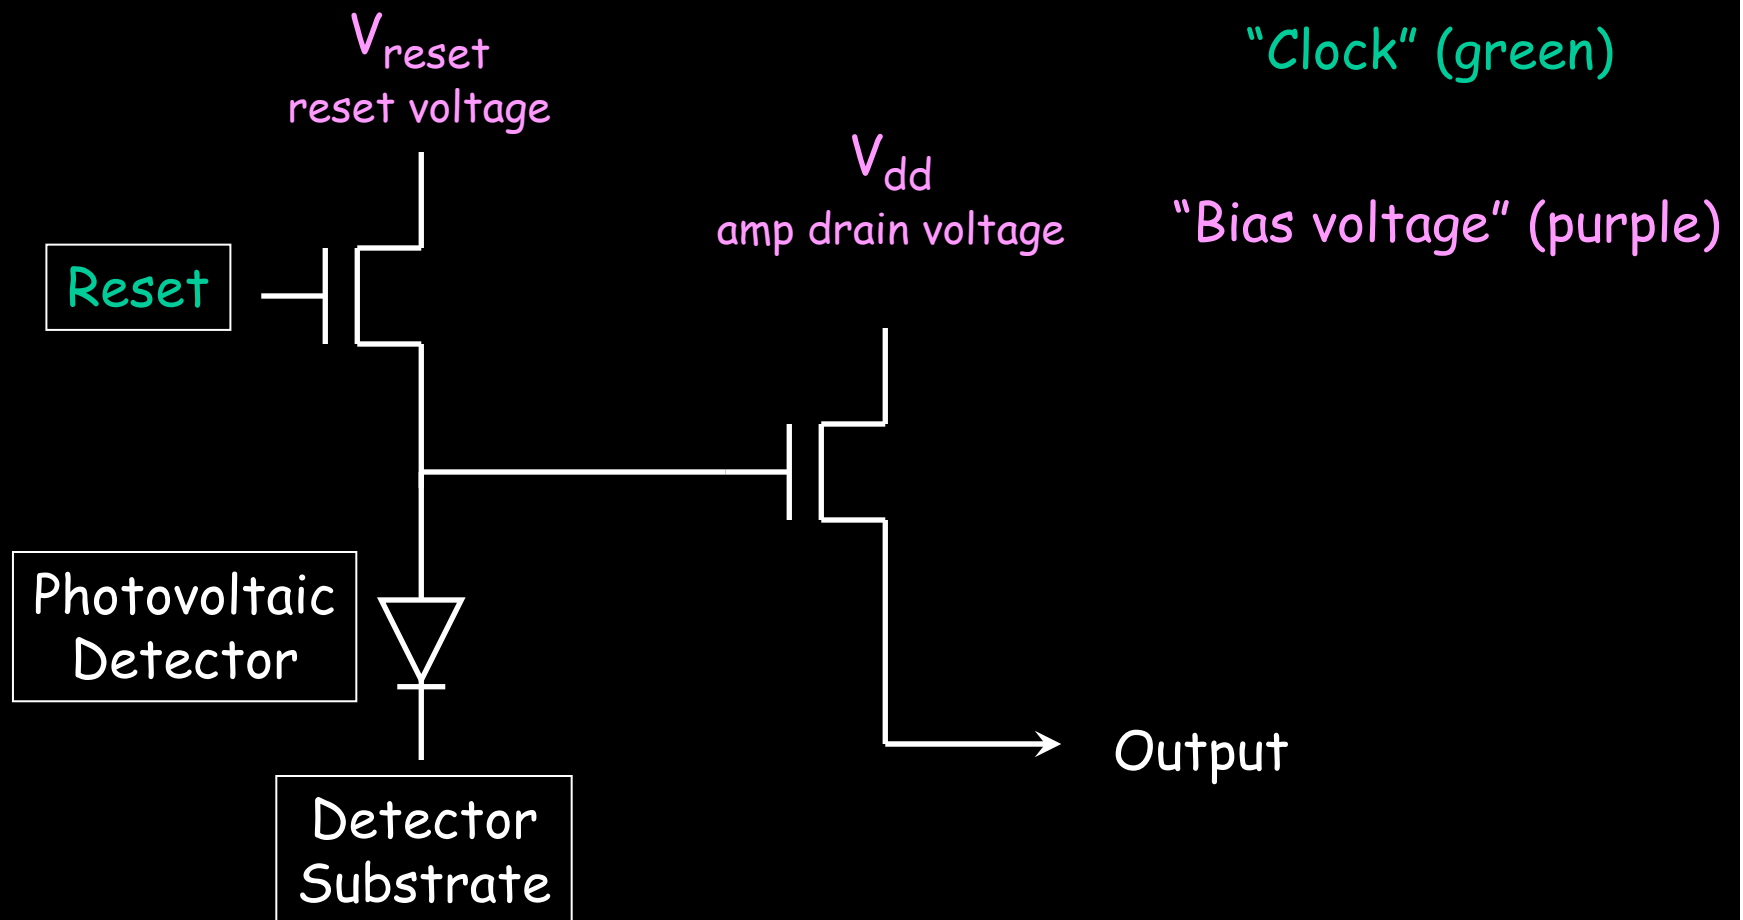 Vreset
reset voltage
“Clock” (green)
Vdd
amp drain voltage
“Bias voltage” (purple)
Reset
Photovoltaic
Detector
Output
Detector
Substrate